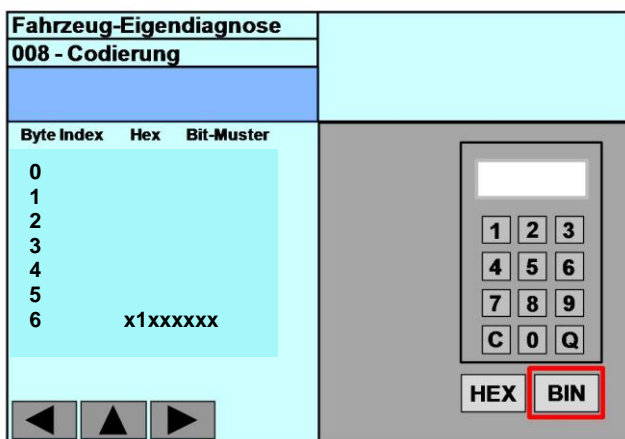 Fahrzeug-Eigendiagnose
008 - Codierung
Byte Index Hex Bit-Muster
0
1
2
3
4
5
6 x1xxxxxx
1 2 3
4 5 6
7 8 9
C 0 Q
HEX BIN